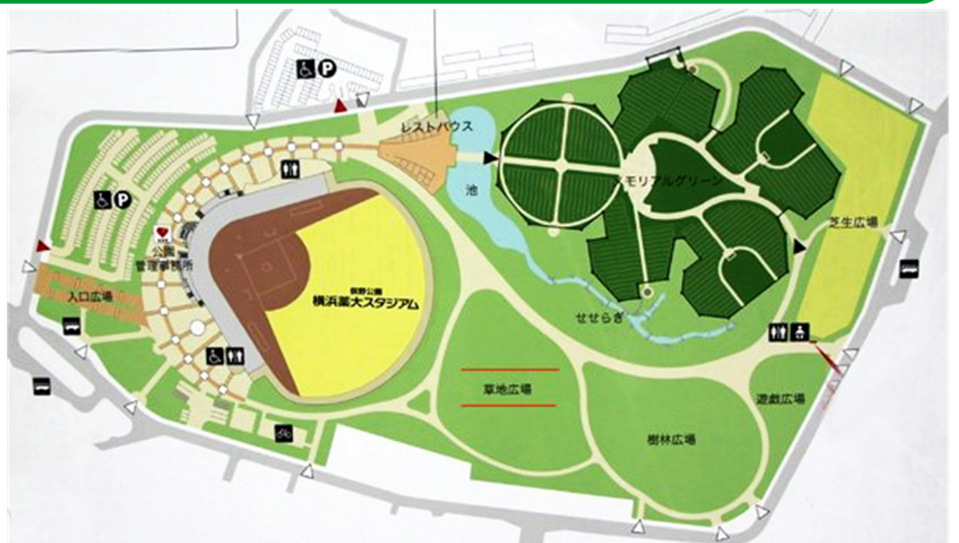 P
レストハウス
メモリアルグリーン
P
池
芝生広場
公園
管理事務所
入口広場
俣野公園
横浜薬大スタジアム
せせらぎ
草地広場
遊戯広場
樹林広場